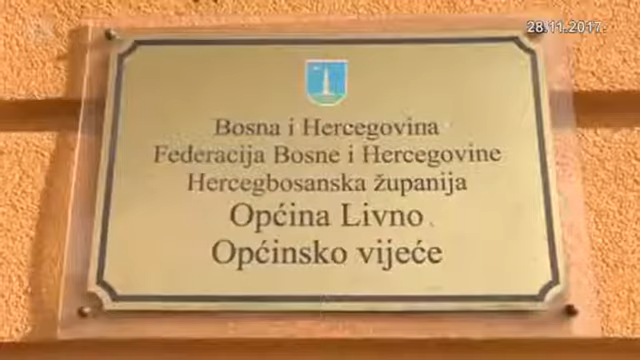 28.11.2017.
Bosna i Hercegovina
Federacija Bosne i Hercegovine
Hercegbosanska županija
Općina Livno
Općinsko vijeće